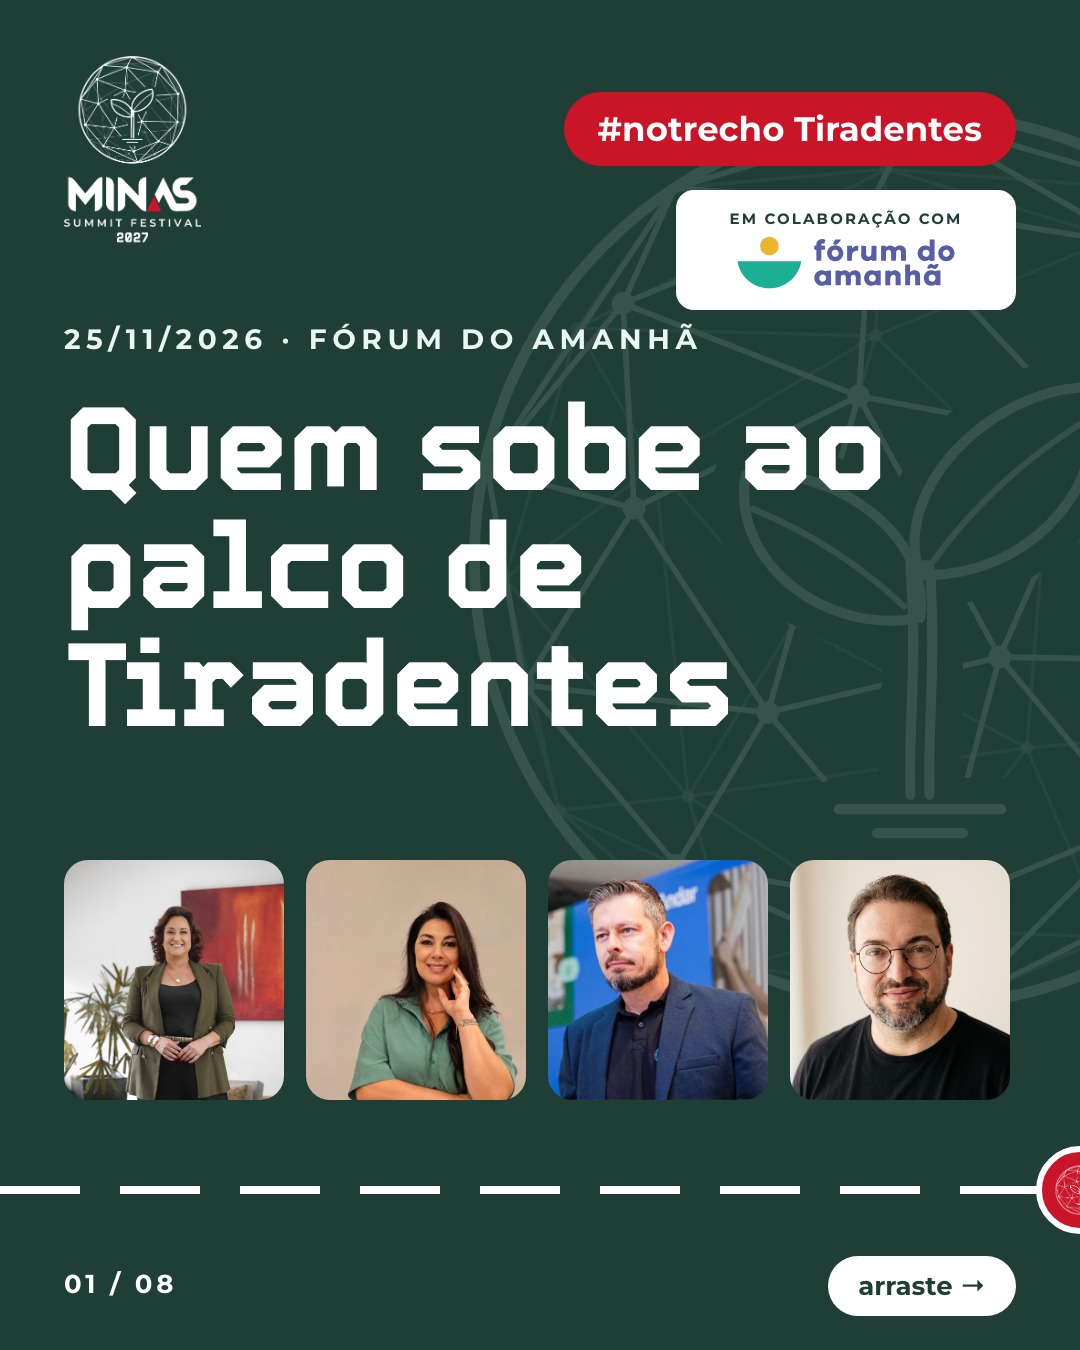 MINAS
SUMMIT FESTIVAL
2027
#notrecho Tiradentes
EM COLABORAÇÃO COM
fórum do
amanhã
25/11/2026 · FÓRUM DO AMANHÃ
Quem sobe ao
palco de
Tiradentes
01 / 08
arraste →